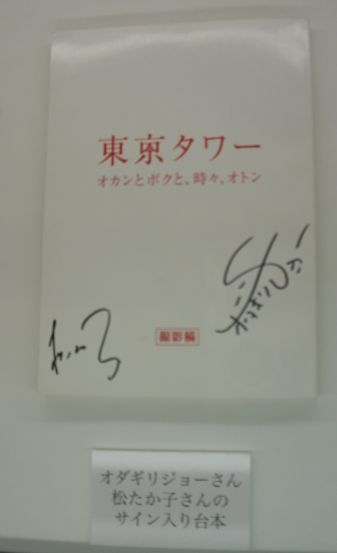 東京タワー
オカンとボクと、時々、オトン
撮影稿
オダギリジョーさん
松たか子さんの
サイン入り台本